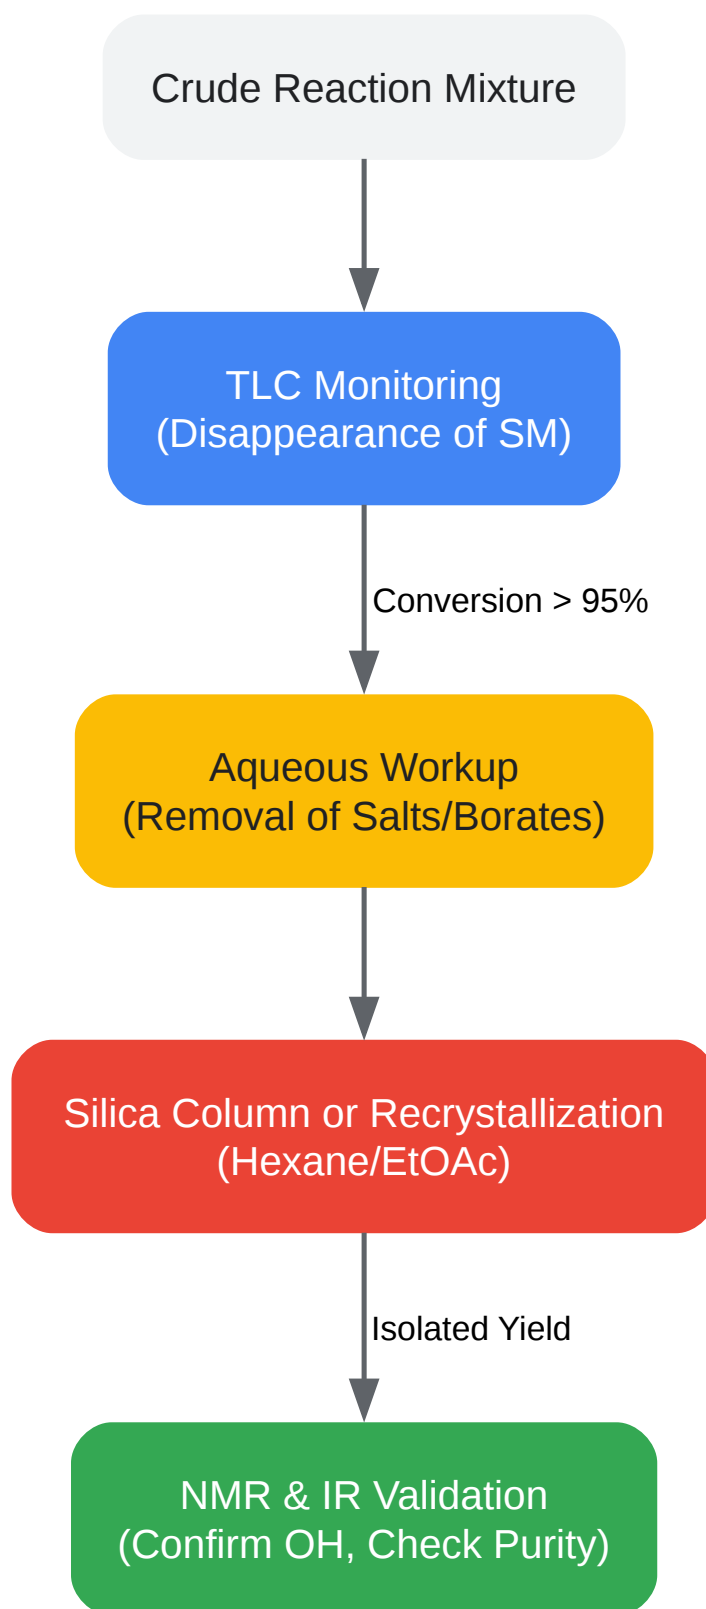 Crude Reaction Mixture
TLC Monitoring
(Disappearance of SM)
Conversion > 95%
Aqueous Workup
(Removal of Salts/Borates)
Silica Column or Recrystallization
(Hexane/EtOAc)
Isolated Yield
NMR & IR Validation
(Confirm OH, Check Purity)